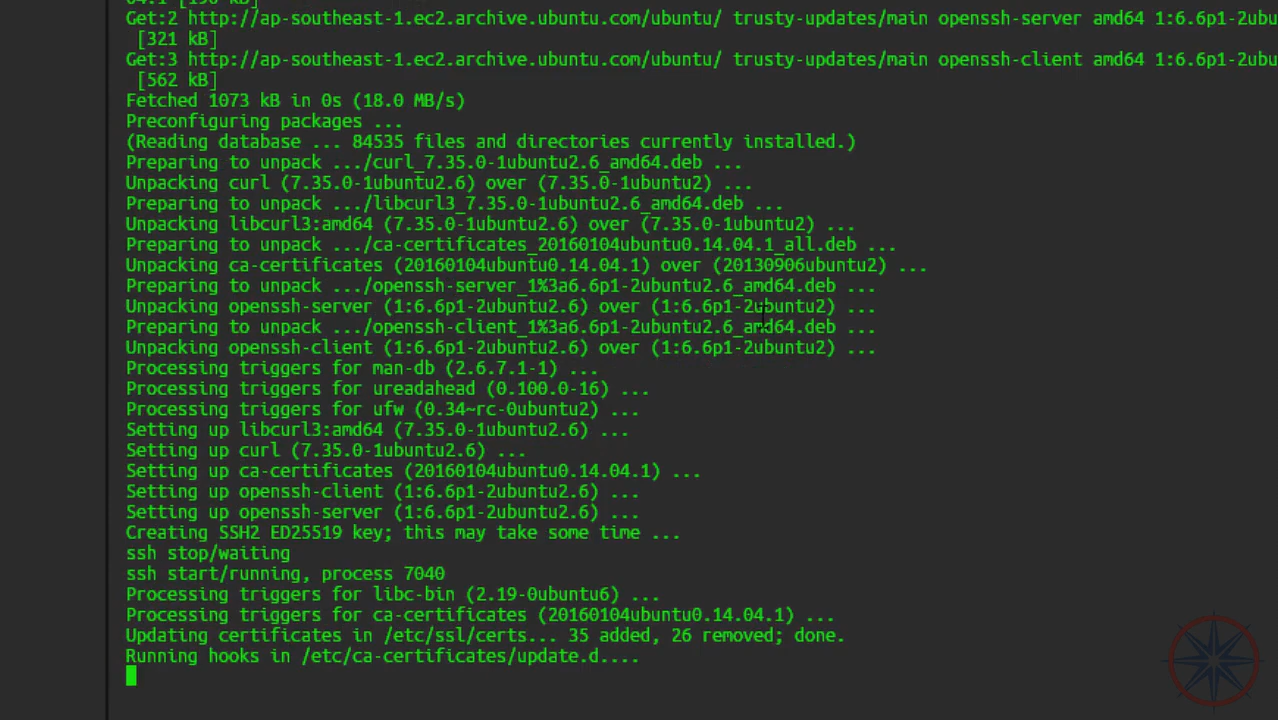 Get:2 http://ap-southeast-1.ec2.archive.ubuntu.com/ubuntu/ trusty-updates/main openssh-server amd64 1:6.6p1-2ubu
[321 kB]
Get:3 http://ap-southeast-1.ec2.archive.ubuntu.com/ubuntu/ trusty-updates/main openssh-client amd64 1:6.6p1-2ubu
[562 kB]
Fetched 1073 kB in 0s (18.0 MB/s)
Preconfiguring packages ...
(Reading database ... 84535 files and directories currently installed.)
Preparing to unpack .../curl_7.35.0-1ubuntu2.6_amd64.deb ...
Unpacking curl (7.35.0-1ubuntu2.6) over (7.35.0-1ubuntu2) ...
Preparing to unpack .../libcurl3_7.35.0-1ubuntu2.6_amd64.deb ...
Unpacking libcurl3:amd64 (7.35.0-1ubuntu2.6) over (7.35.0-1ubuntu2) ...
Preparing to unpack .../ca-certificates_20160104ubuntu0.14.04.1_all.deb ...
Unpacking ca-certificates (20160104ubuntu0.14.04.1) over (20130906ubuntu2) ...
Preparing to unpack .../openssh-server_1%3a6.6p1-2ubuntu2.6_amd64.deb ...
Unpacking openssh-server (1:6.6p1-2ubuntu2.6) over (1:6.6p1-2ubuntu2) ...
Preparing to unpack .../openssh-client_1%3a6.6p1-2ubuntu2.6_amd64.deb ...
Unpacking openssh-client (1:6.6p1-2ubuntu2.6) over (1:6.6p1-2ubuntu2) ...
Processing triggers for man-db (2.6.7.1-1) ...
Processing triggers for ureadahead (0.100.0-16) ...
Processing triggers for ufw (0.34~rc-0ubuntu2) ...
Setting up libcurl3:amd64 (7.35.0-1ubuntu2.6) ...
Setting up curl (7.35.0-1ubuntu2.6) ...
Setting up ca-certificates (20160104ubuntu0.14.04.1) ...
Setting up openssh-client (1:6.6p1-2ubuntu2.6) ...
Setting up openssh-server (1:6.6p1-2ubuntu2.6) ...
Creating SSH2 ED25519 key; this may take some time ...
ssh stop/waiting
ssh start/running, process 7040
Processing triggers for libc-bin (2.19-0ubuntu6) ...
Processing triggers for ca-certificates (20160104ubuntu0.14.04.1) ...
Updating certificates in /etc/ssl/certs... 35 added, 26 removed; done.
Running hooks in /etc/ca-certificates/update.d....